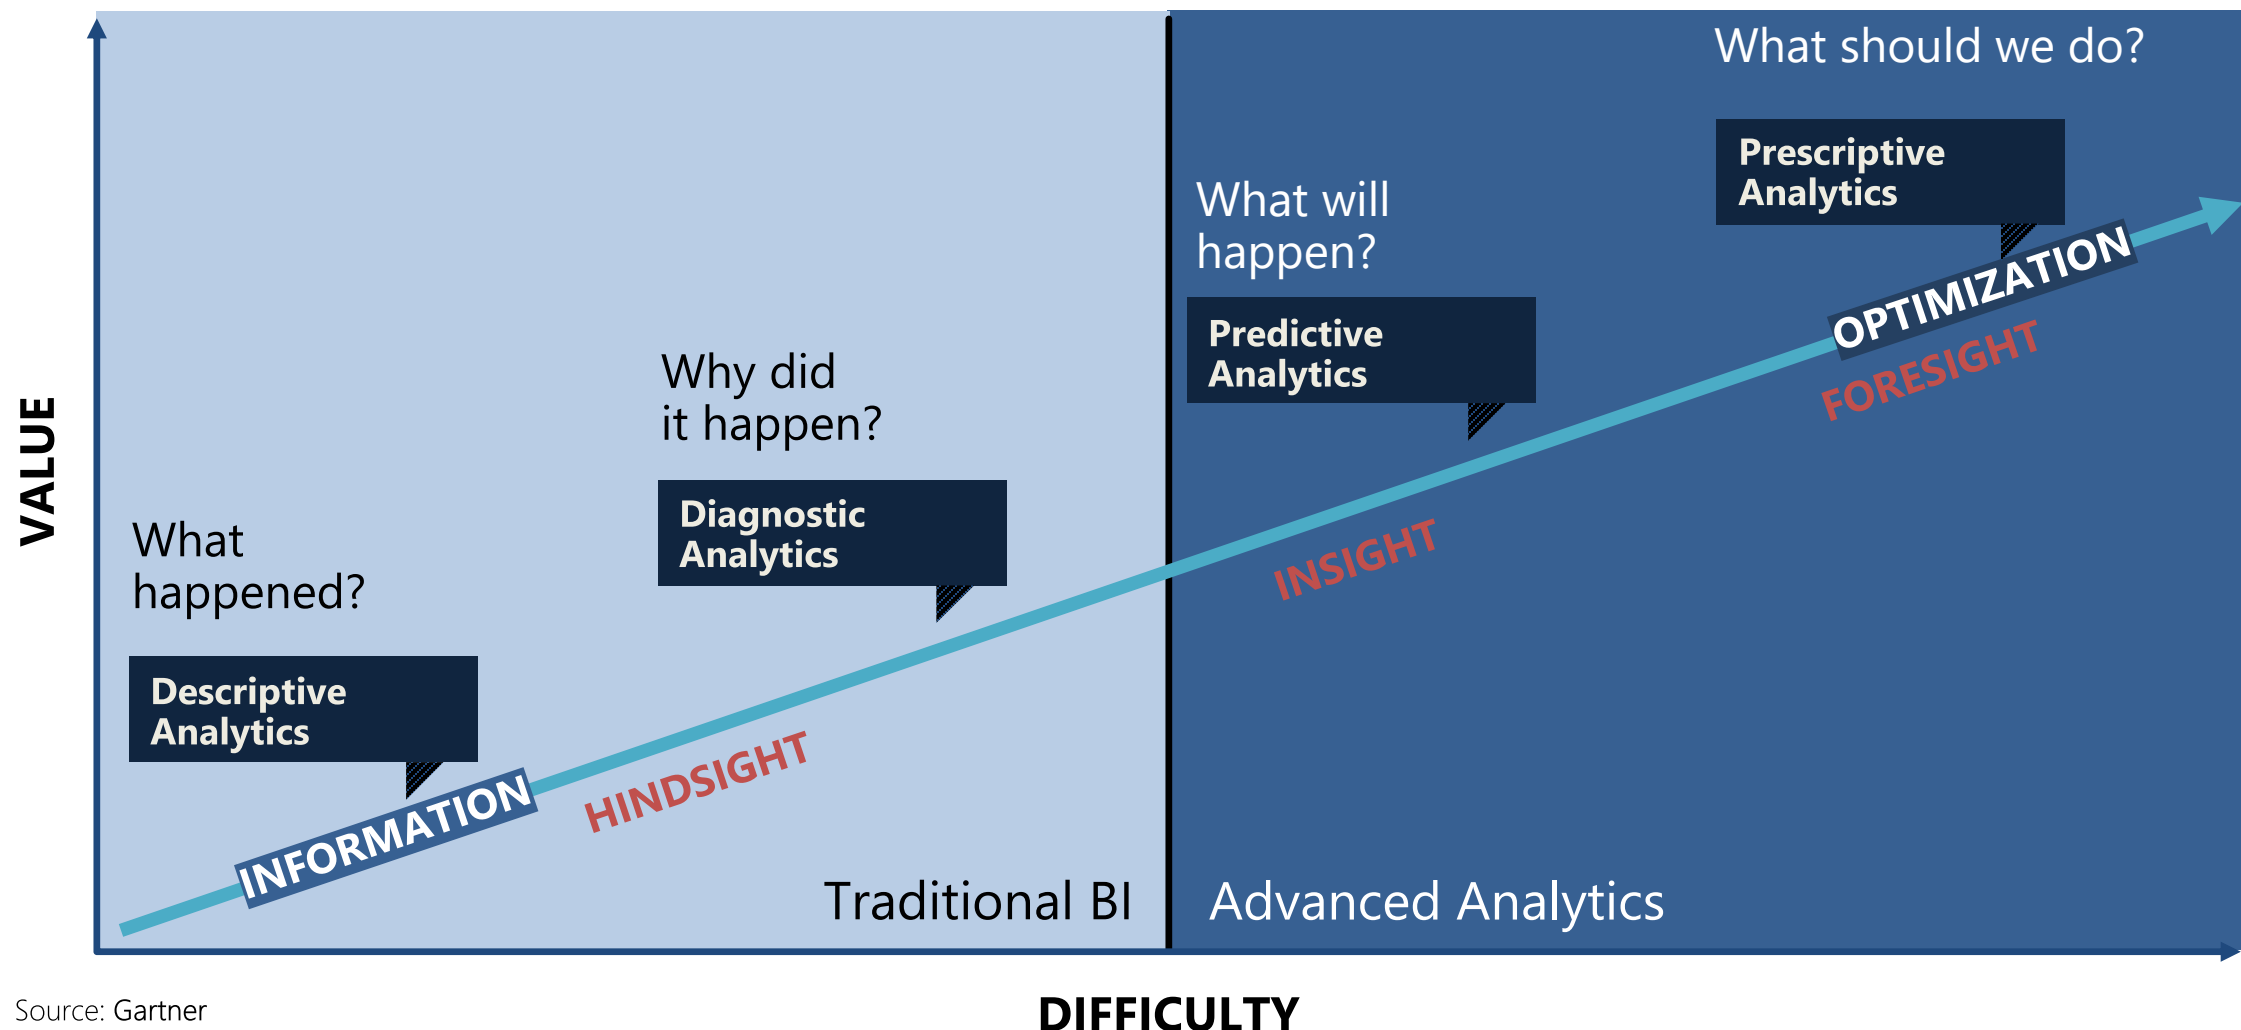 What should we do?
Prescriptive
Analytics
What will
happen?
Predictive
Analytics
OPTIMIZATION
FORESIGHT
Why did
it happen?
Diagnostic
Analytics
INSIGHT
VALUE
What
happened?
Descriptive
Analytics
INFORMATION
HINDSIGHT
Traditional BI
Advanced Analytics
Source: Gartner
DIFFICULTY